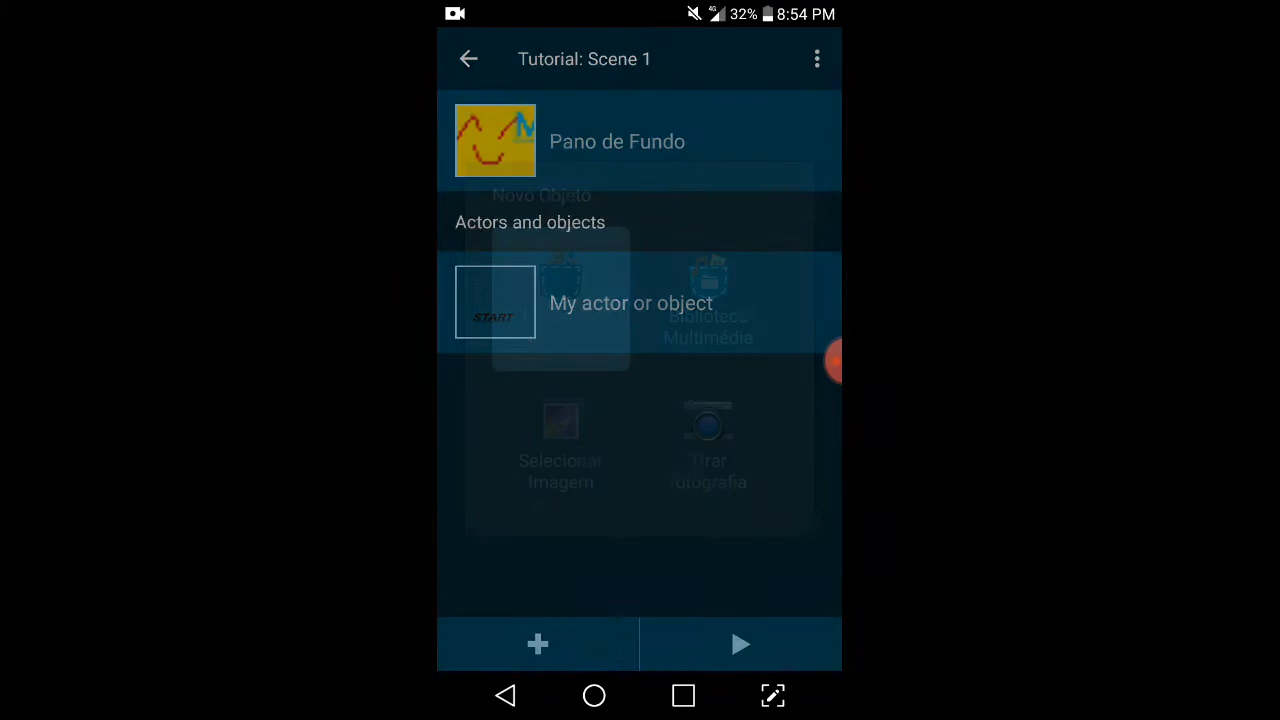 4G 32% 8:54 PM
Tutorial: Scene 1
M
Pano de Fundo
Novo Objeto
Actors and objects
START
My actor or object
Biblioteca
Multimédia
Selecionar
Imagem
Tirar
fotografia